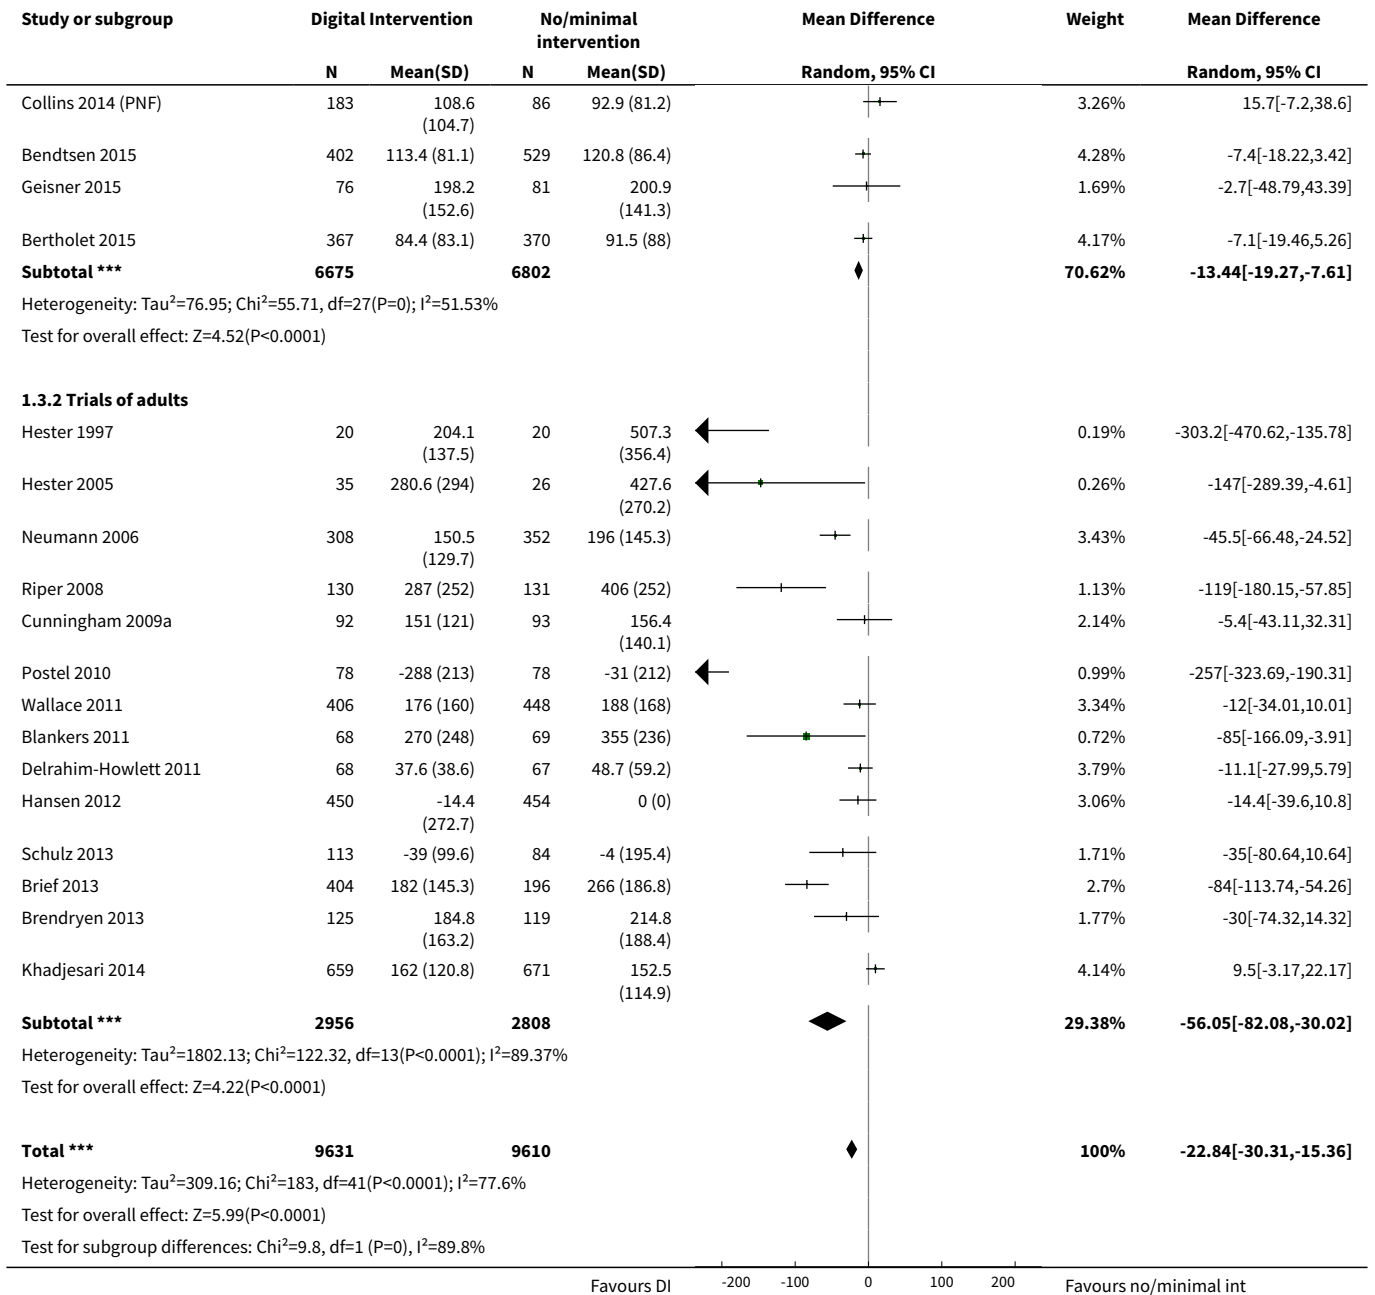 Study or subgroup Digital Intervention No/minimal Mean Difference Weight Mean Difference
intervention
N Mean(SD) N Mean(SD) Random, 95% CI Random, 95% CI
Collins 2014 (PNF) 183 108.6 86 92.9 (81.2) 3.26% 15.7[-7.2,38.6]
(104.7)
Bendtsen 2015 402 113.4 (81.1) 529 120.8 (86.4) 4.28% -7.4[-18.22,3.42]
Geisner 2015 76 198.2 81 200.9 1.69% -2.7[-48.79,43.39]
(152.6) (141.3)
Bertholet 2015 367 84.4 (83.1) 370 91.5 (88) 4.17% -7.1[-19.46,5.26]
Subtotal *** 6675 6802 70.62% -13.44[-19.27,-7.61]
Heterogeneity: Tau²=76.95; Chi²=55.71, df=27(P=0); I²=51.53%
Test for overall effect: Z=4.52(P<0.0001)
1.3.2 Trials of adults
Hester 1997 20 204.1 20 507.3 0.19% -303.2[-470.62,-135.78]
(137.5) (356.4)
Hester 2005 35 280.6 (294) 26 427.6 0.26% -147[-289.39,-4.61]
(270.2)
Neumann 2006 308 150.5 352 196 (145.3) 3.43% -45.5[-66.48,-24.52]
(129.7)
Riper 2008 130 287 (252) 131 406 (252) 1.13% -119[-180.15,-57.85]
Cunningham 2009a 92 151 (121) 93 156.4 2.14% -5.4[-43.11,32.31]
(140.1)
Postel 2010 78 -288 (213) 78 -31 (212) 0.99% -257[-323.69,-190.31]
Wallace 2011 406 176 (160) 448 188 (168) 3.34% -12[-34.01,10.01]
Blankers 2011 68 270 (248) 69 355 (236) 0.72% -85[-166.09,-3.91]
Delrahim-Howlett 2011 68 37.6 (38.6) 67 48.7 (59.2) 3.79% -11.1[-27.99,5.79]
Hansen 2012 450 -14.4 454 0 (0) 3.06% -14.4[-39.6,10.8]
(272.7)
Schulz 2013 113 -39 (99.6) 84 -4 (195.4) 1.71% -35[-80.64,10.64]
Brief 2013 404 182 (145.3) 196 266 (186.8) 2.7% -84[-113.74,-54.26]
Brendryen 2013 125 184.8 119 214.8 1.77% -30[-74.32,14.32]
(163.2) (188.4)
Khadjesari 2014 659 162 (120.8) 671 152.5 4.14% 9.5[-3.17,22.17]
(114.9)
Subtotal *** 2956 2808 29.38% -56.05[-82.08,-30.02]
Heterogeneity: Tau²=1802.13; Chi²=122.32, df=13(P<0.0001); I²=89.37%
Test for overall effect: Z=4.22(P<0.0001)
Total *** 9631 9610 100% -22.84[-30.31,-15.36]
Heterogeneity: Tau²=309.16; Chi²=183, df=41(P<0.0001); I²=77.6%
Test for overall effect: Z=5.99(P<0.0001)
Test for subgroup differences: Chi²=9.8, df=1 (P=0), I²=89.8%
Favours DI -200 -100 0 100 200 Favours no/minimal int